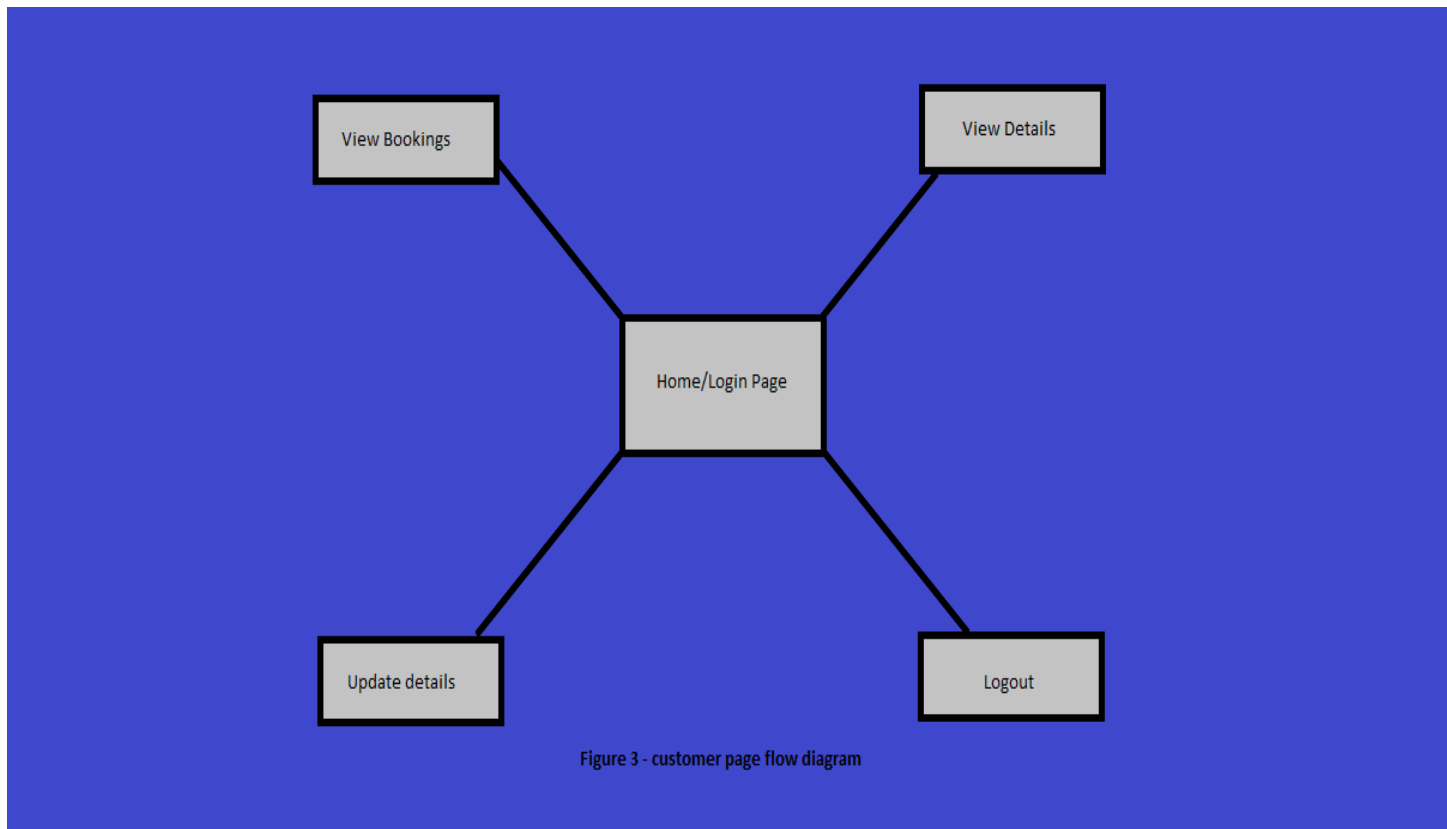 View Bookings
View Details
Home/Login Page
Update details
Logout
Figure 3 - customer page flow diagram